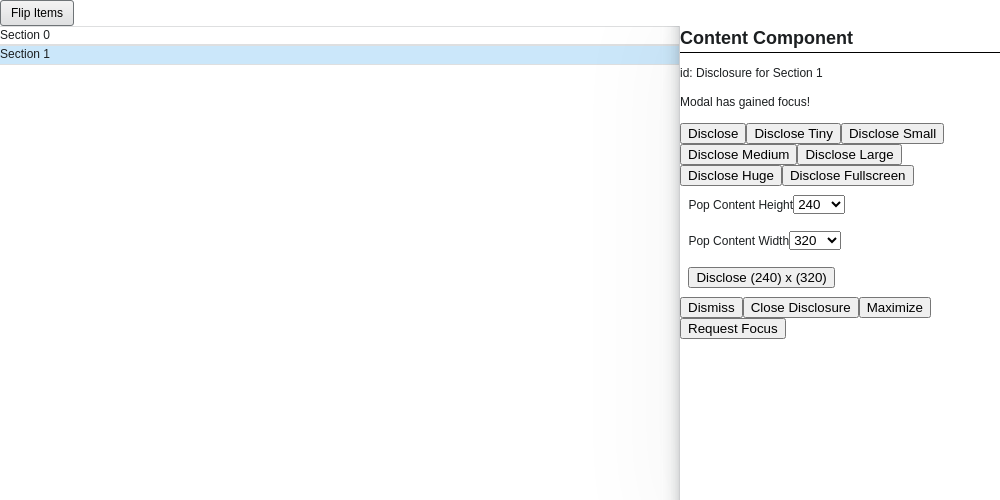 Flip Items
Section 0
Section 1
Content Component
id: Disclosure for Section 1
Modal has gained focus!
Disclose Disclose Tiny Disclose Small
Disclose Medium Disclose Large
Disclose Huge Disclose Fullscreen
Pop Content Height 240
Pop Content Width 320
Disclose (240) x (320)
Dismiss Close Disclosure Maximize
Request Focus